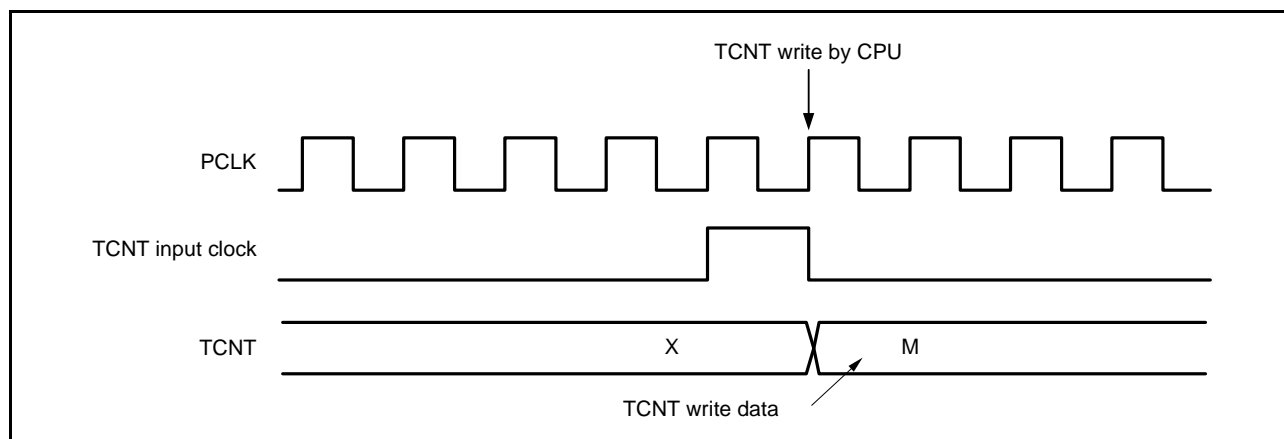 TCNT write by CPU
PCLK
TCNT input clock
TCNT
X
M
TCNT write data